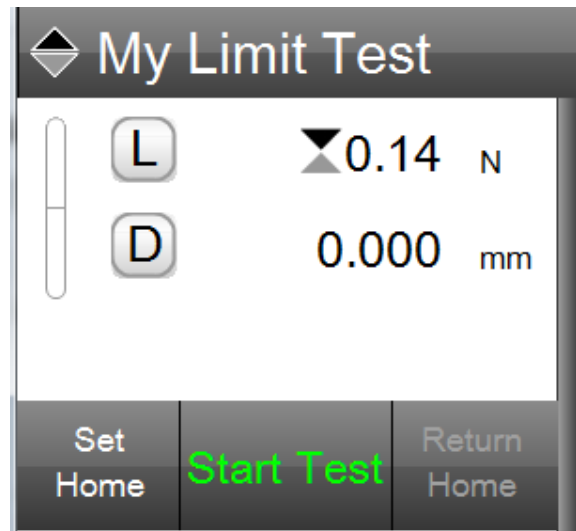 My Limit Test
L 0.14 N
D 0.000 mm
Set Home
Start Test
Return Home